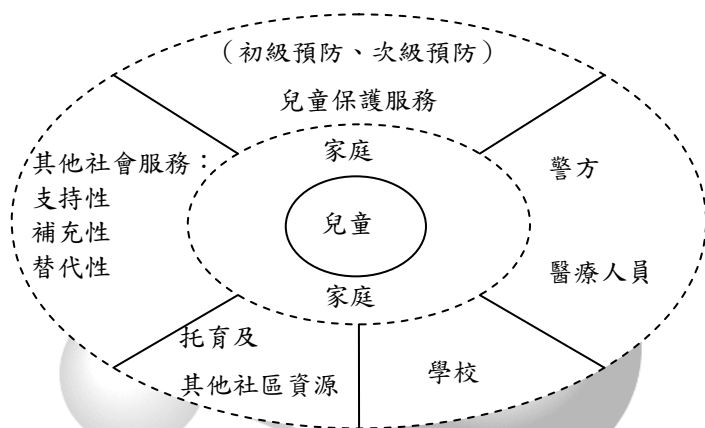 （初級預防、次級預防）
兒童保護服務
其他社會服務：
支持性
補充性
替代性
家庭
兒童
家庭
警方
醫療人員
托育及
其他社區資源
學校